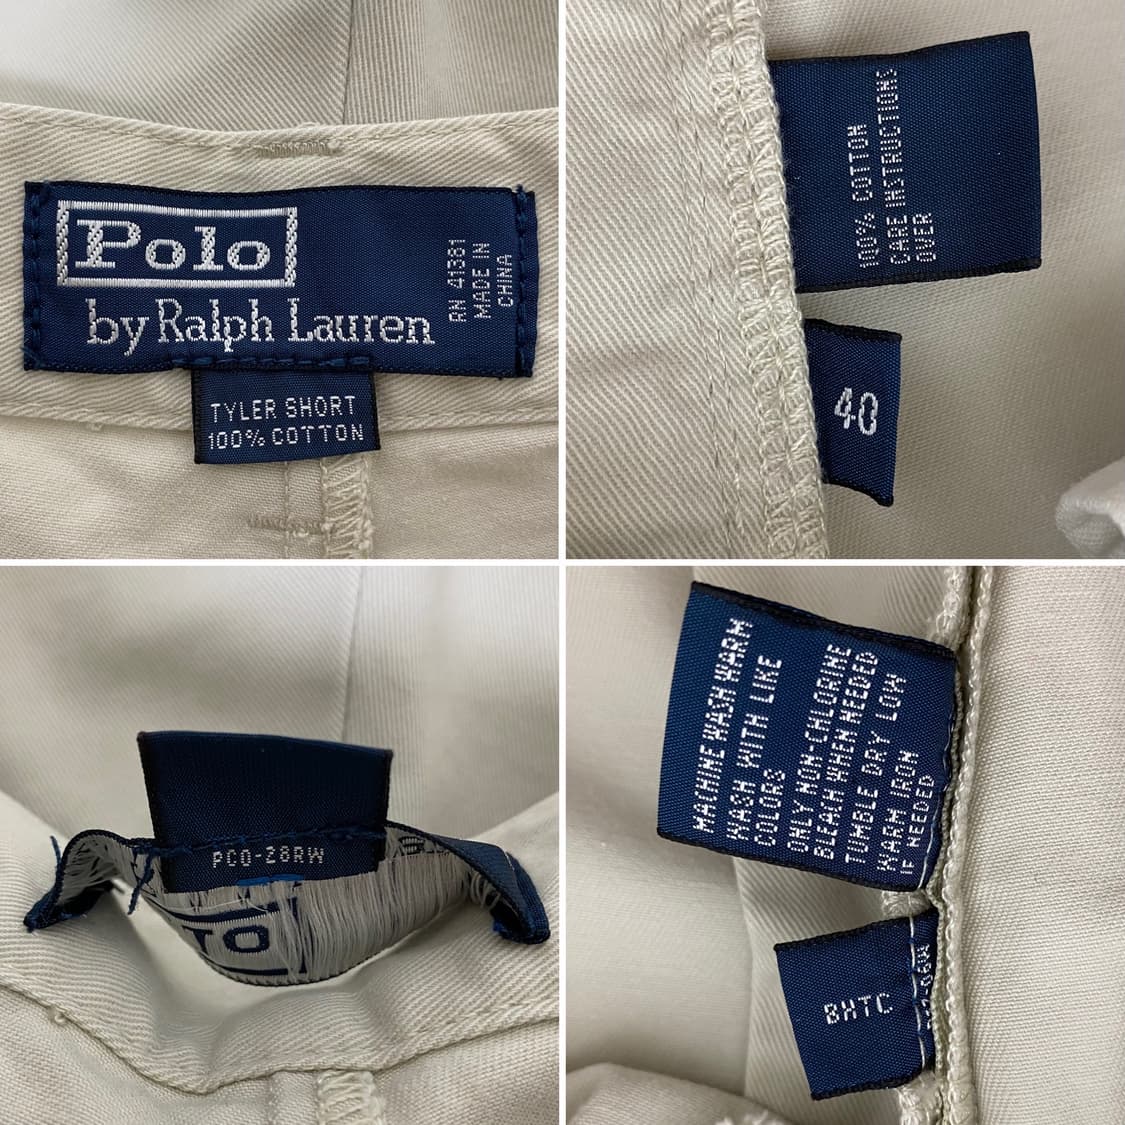 Polo
by Ralph Lauren
RN 41381
MADE IN
CHINA
TYLER SHORT
100% COTTON
100% COTTON
CARE INSTRUCTIONS
OVER
40
PC0-28RW
MACHINE WASH WARM
WASH WITH LIKE
COLORS
ONLY NON-CHLORINE
BLEACH WHEN NEEDED
TUMBLE DRY LOW
WARM IRON
IF NEEDED
BHTC